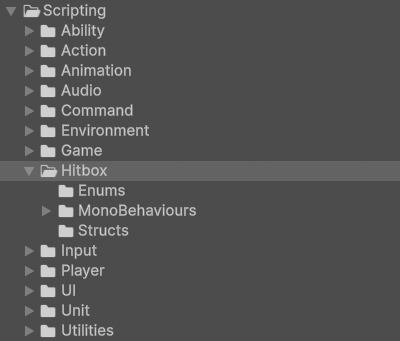 Scripting
Ability
Action
Animation
Audio
Command
Environment
Game
Hitbox
Enums
MonoBehaviours
Structs
Input
Player
UI
Unit
Utilities